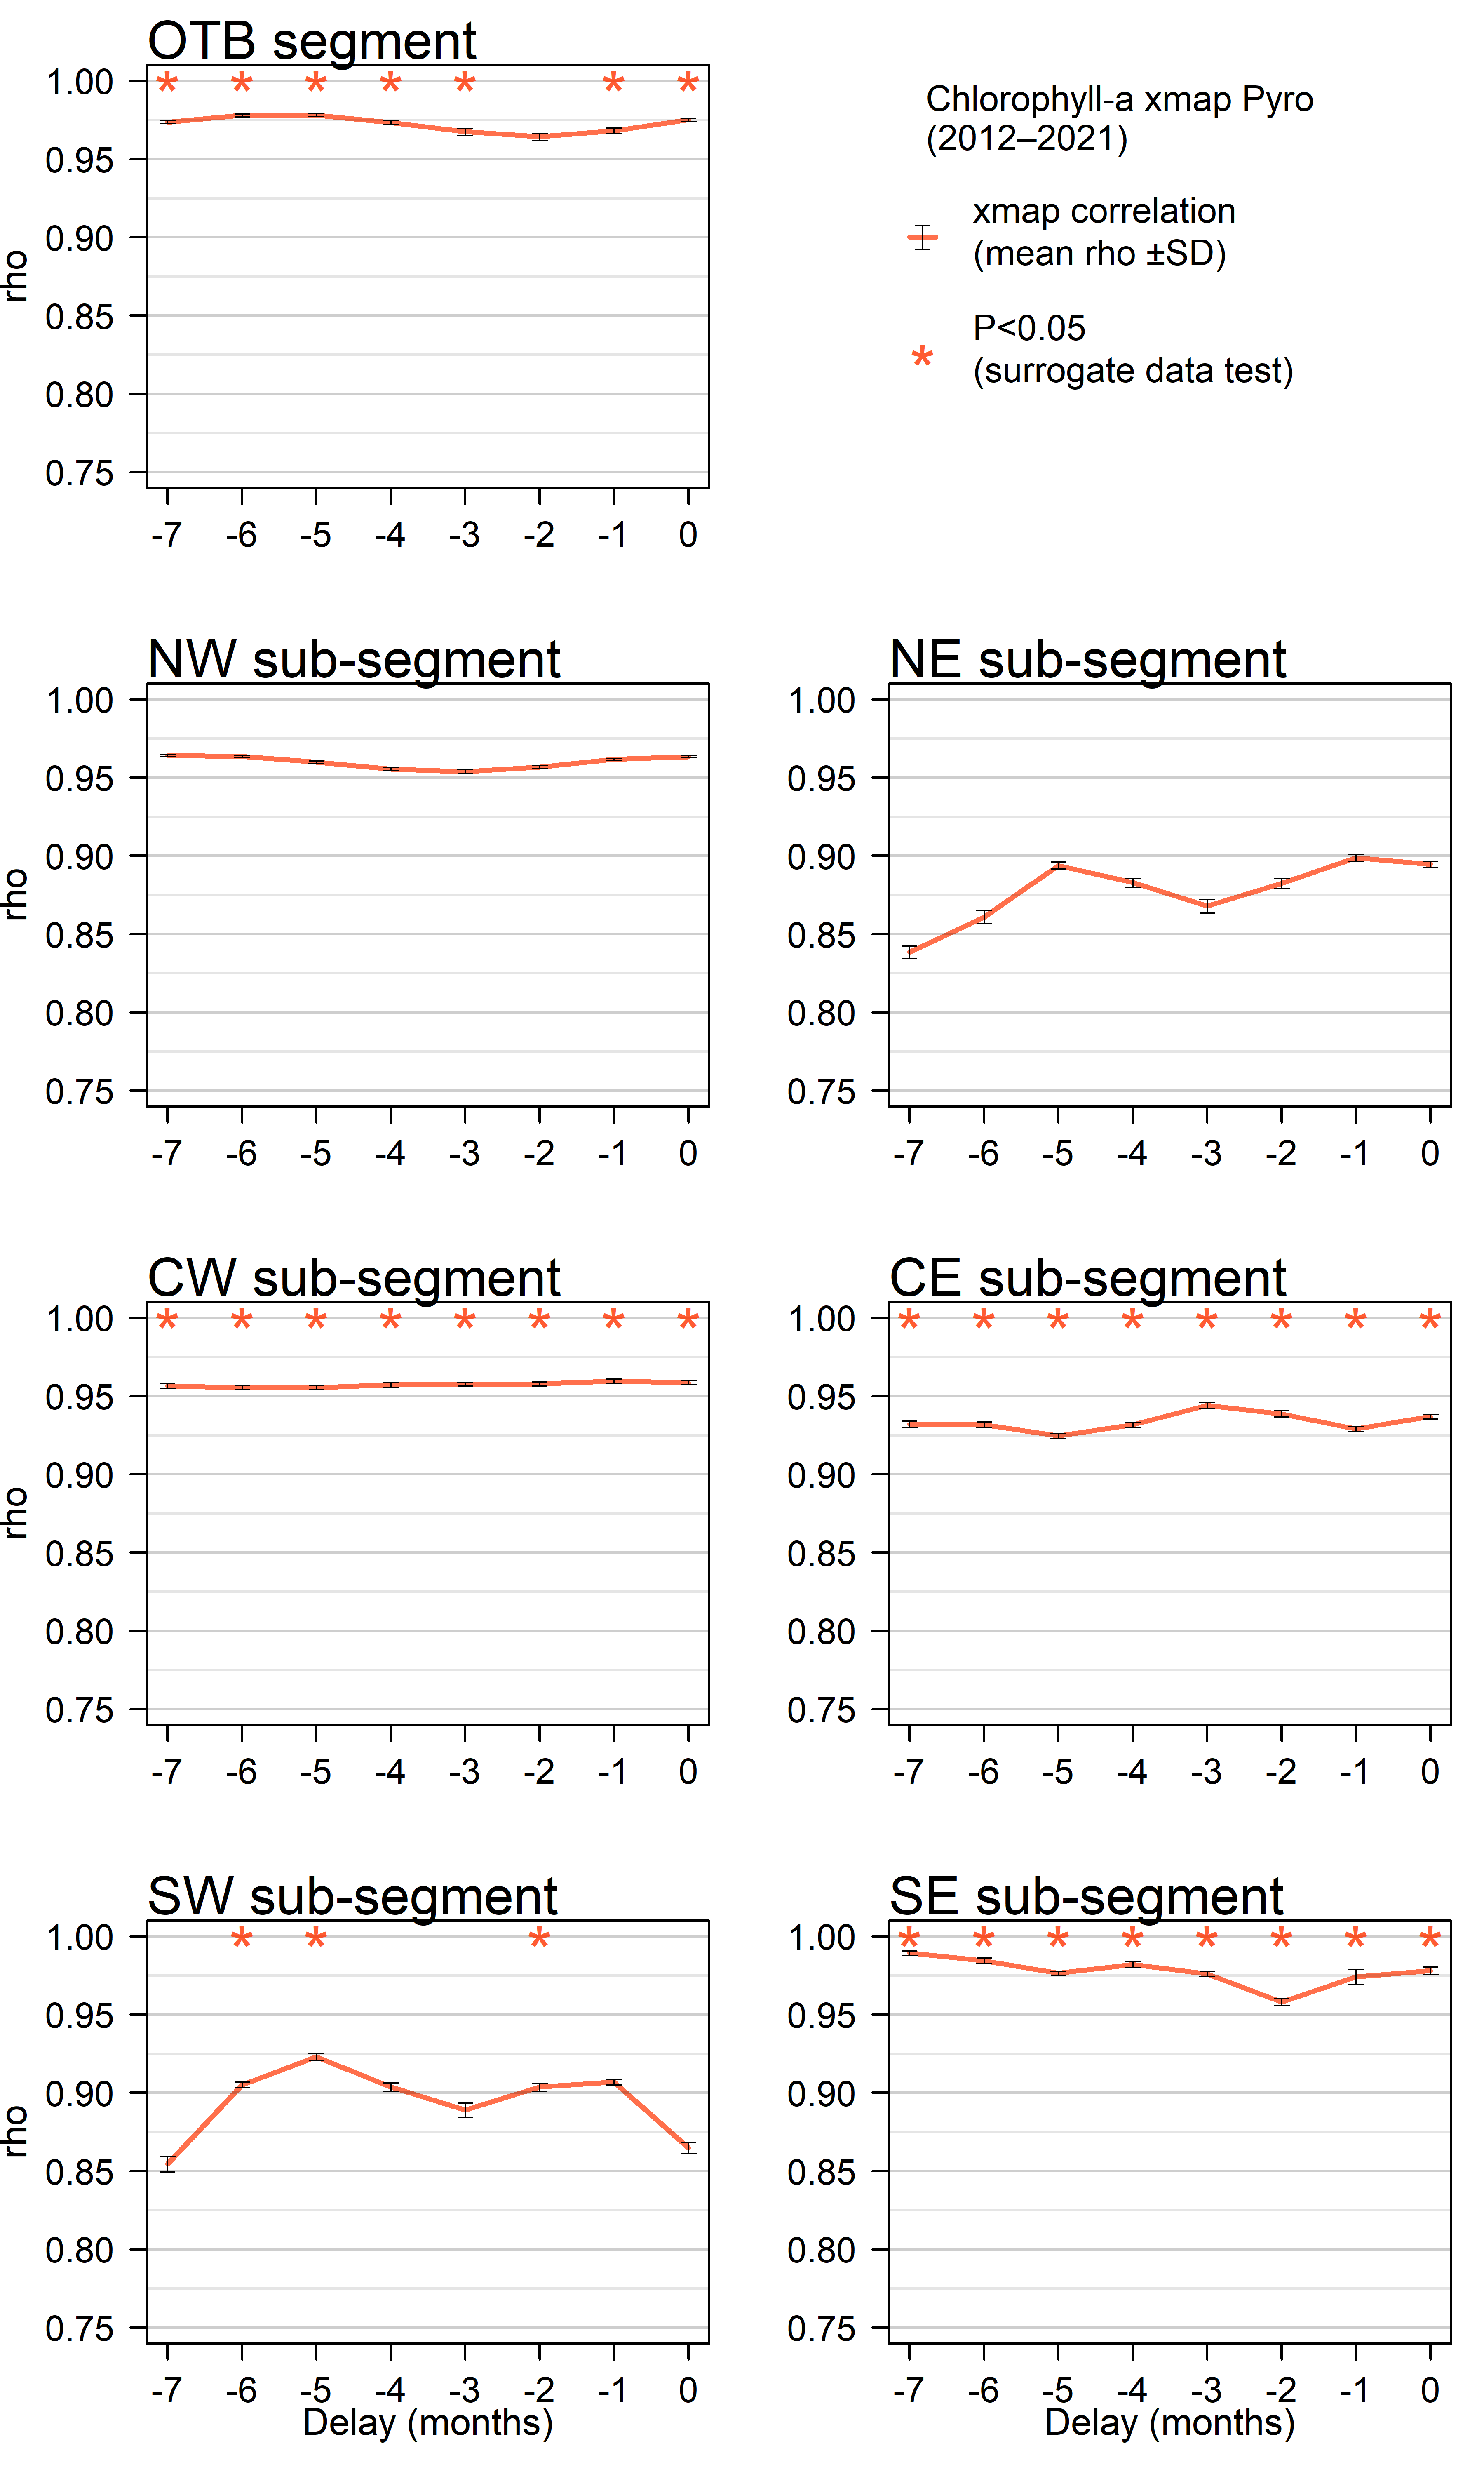 OTB segment
1.00
0.95
0.90
0.85
0.80
0.75
rho
-7 -6 -5 -4 -3 -2 -1 0
Chlorophyll-a xmap Pyro
(2012–2021)
xmap correlation
(mean rho ±SD)
* P<0.05
(surrogate data test)
NW sub-segment
1.00
0.95
0.90
0.85
0.80
0.75
rho
-7 -6 -5 -4 -3 -2 -1 0
NE sub-segment
1.00
0.95
0.90
0.85
0.80
0.75
-7 -6 -5 -4 -3 -2 -1 0
CW sub-segment
1.00
0.95
0.90
0.85
0.80
0.75
rho
-7 -6 -5 -4 -3 -2 -1 0
CE sub-segment
1.00
0.95
0.90
0.85
0.80
0.75
-7 -6 -5 -4 -3 -2 -1 0
SW sub-segment
1.00
0.95
0.90
0.85
0.80
0.75
rho
-7 -6 -5 -4 -3 -2 -1 0
Delay (months)
SE sub-segment
1.00
0.95
0.90
0.85
0.80
0.75
-7 -6 -5 -4 -3 -2 -1 0
Delay (months)